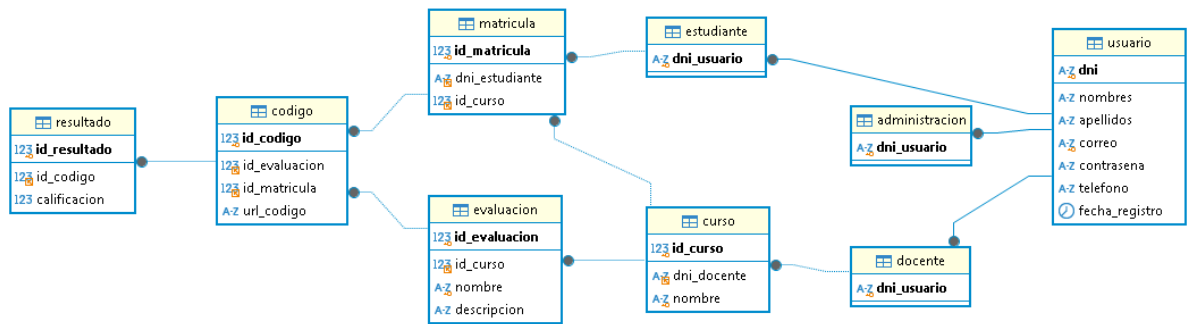 matricula
id_matricula
dni_estudiante
id_curso
estudiante
dni_usuario
usuario
dni
nombres
apellidos
correo
contrasena
telefono
fecha_registro
resultado
id_resultado
id_codigo
calificacion
codigo
id_codigo
id_evaluacion
id_matricula
url_codigo
administracion
dni_usuario
evaluacion
id_evaluacion
id_curso
nombre
descripcion
curso
id_curso
dni_docente
nombre
docente
dni_usuario